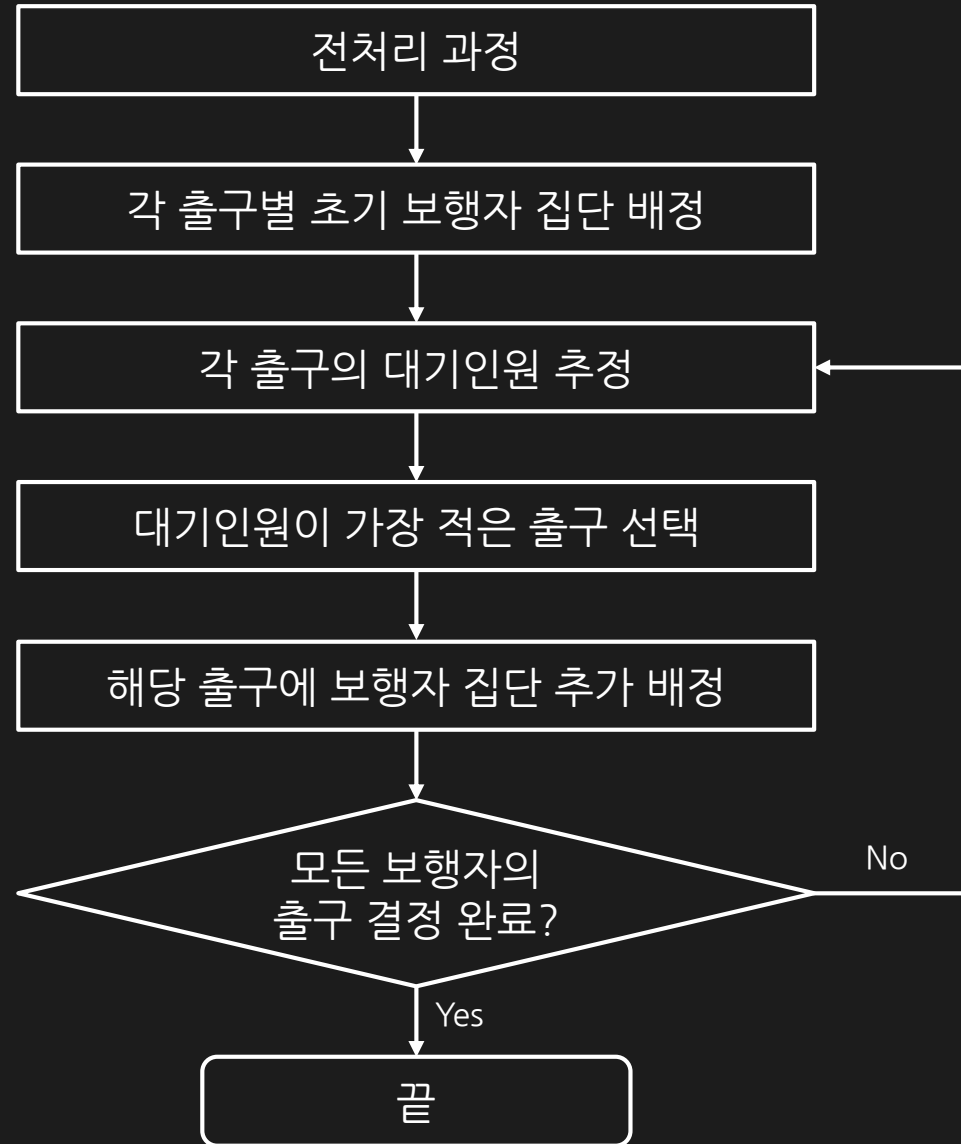 전처리 과정
각 출구별 초기 보행자 집단 배정
각 출구의 대기인원 추정
대기인원이 가장 적은 출구 선택
해당 출구에 보행자 집단 추가 배정
모든 보행자의
출구 결정 완료?
No
Yes
끝